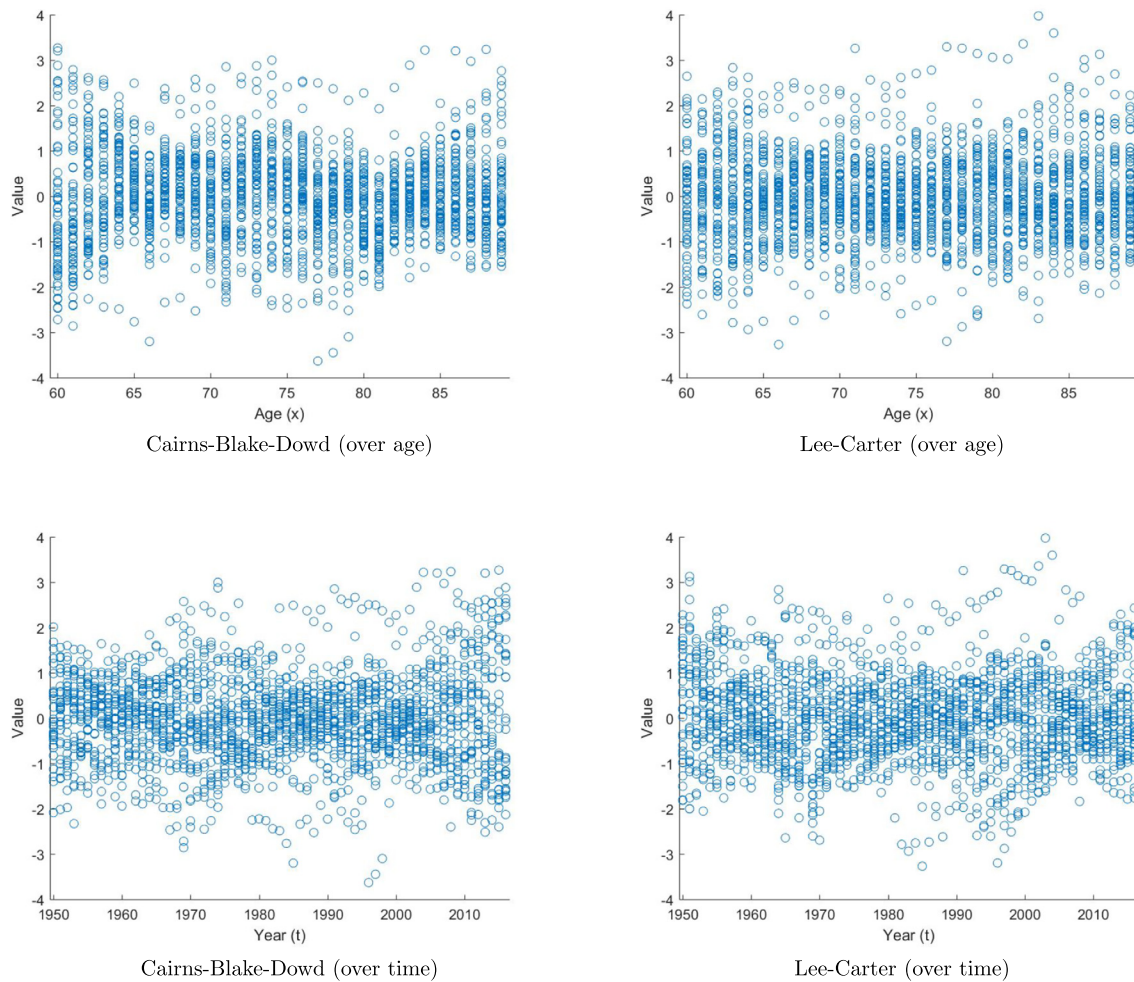 4
3
2
1
0
-1
-2
-3
-4
Value
60 65 70 75 80 85
Age (x)
Cairns-Blake-Dowd (over age)
4
3
2
1
0
-1
-2
-3
-4
Value
60 65 70 75 80 85
Age (x)
Lee-Carter (over age)
4
3
2
1
0
-1
-2
-3
-4
Value
1950 1960 1970 1980 1990 2000 2010
Year (t)
Cairns-Blake-Dowd (over time)
4
3
2
1
0
-1
-2
-3
-4
Value
1950 1960 1970 1980 1990 2000 2010
Year (t)
Lee-Carter (over time)